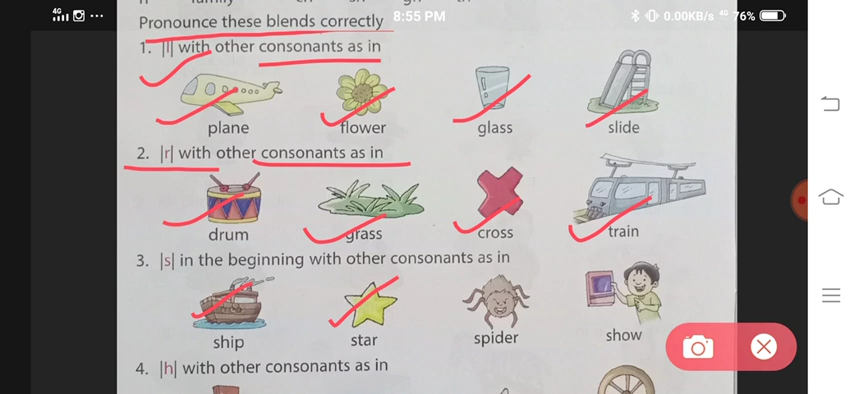 Pronounce these blends correctly
8:55 PM
0.00KB/s 4G 76%
4G
1. |l| with other consonants as in
plane flower glass slide
2. |r| with other consonants as in
drum grass cross train
3. |s| in the beginning with other consonants as in
ship star spider show
4. |h| with other consonants as in